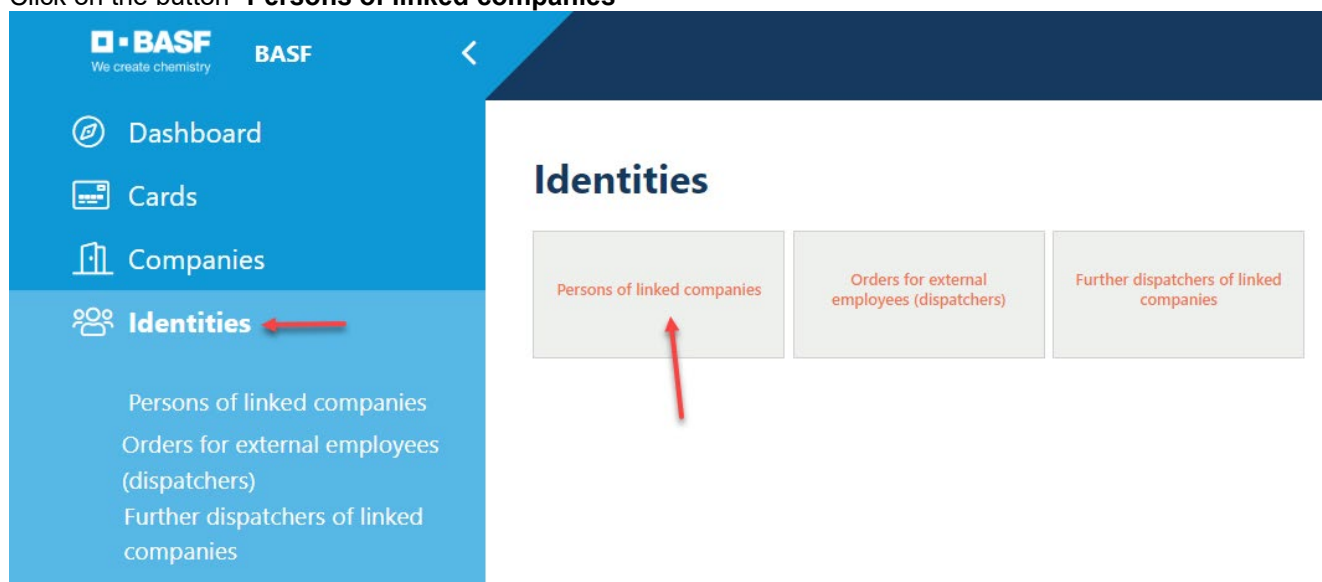 Click on the button "Persons of linked companies"
BASF
We create chemistry
BASF
Dashboard
Cards
Companies
Identities
Persons of linked companies
Orders for external employees
(dispatchers)
Further dispatchers of linked
companies
Identities
Persons of linked companies
Orders for external
employees (dispatchers)
Further dispatchers of linked
companies